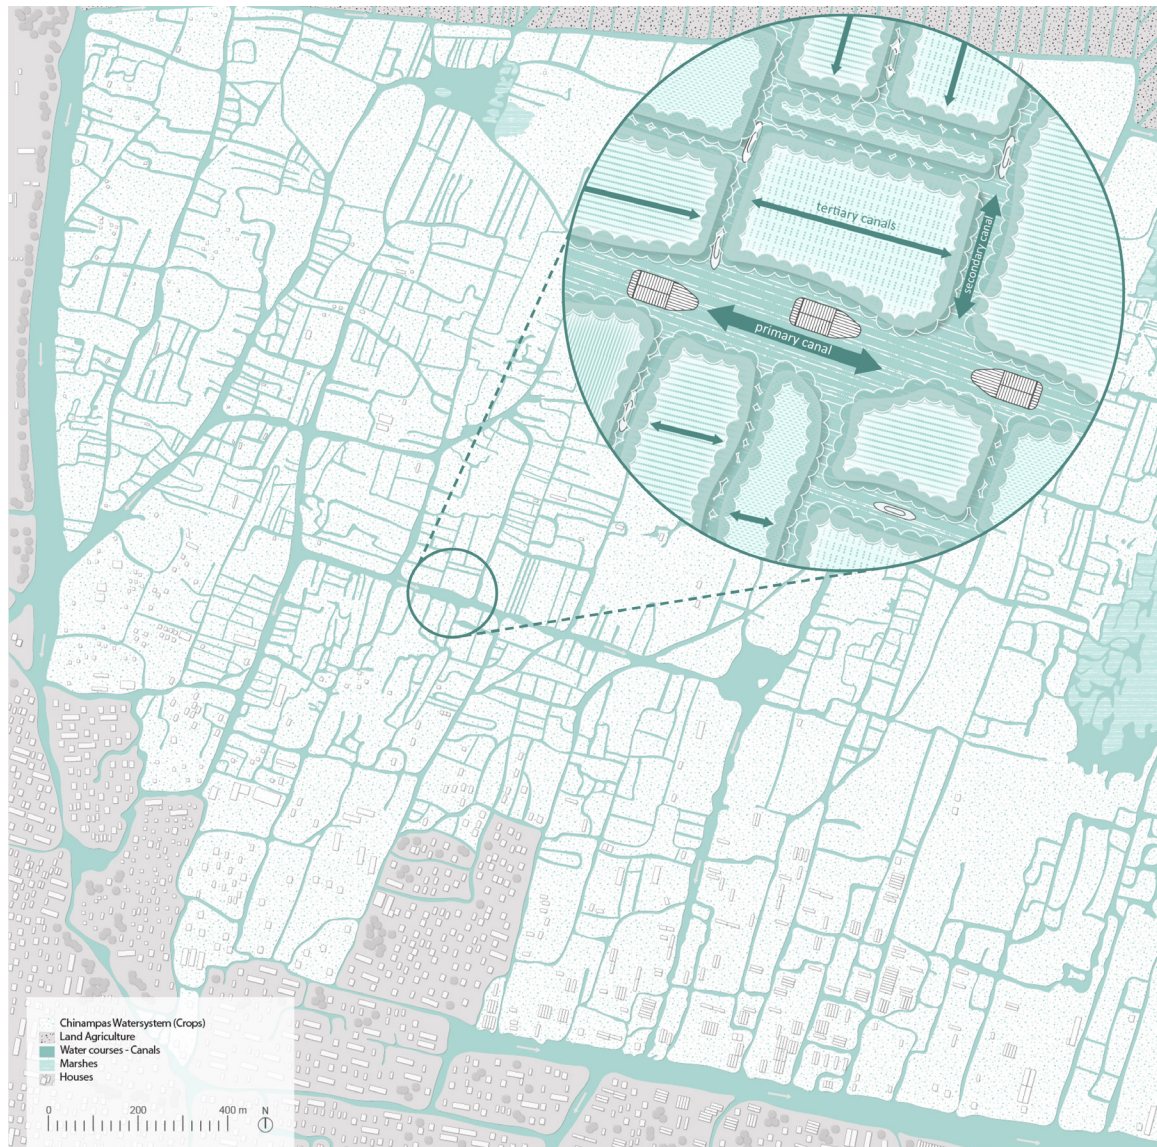 tertiary canals
secondary canal
primary canal
Chinampas Watersystem (Crops)
Land Agriculture
Water courses - Canals
Marshes
Houses
0 200 400 m N